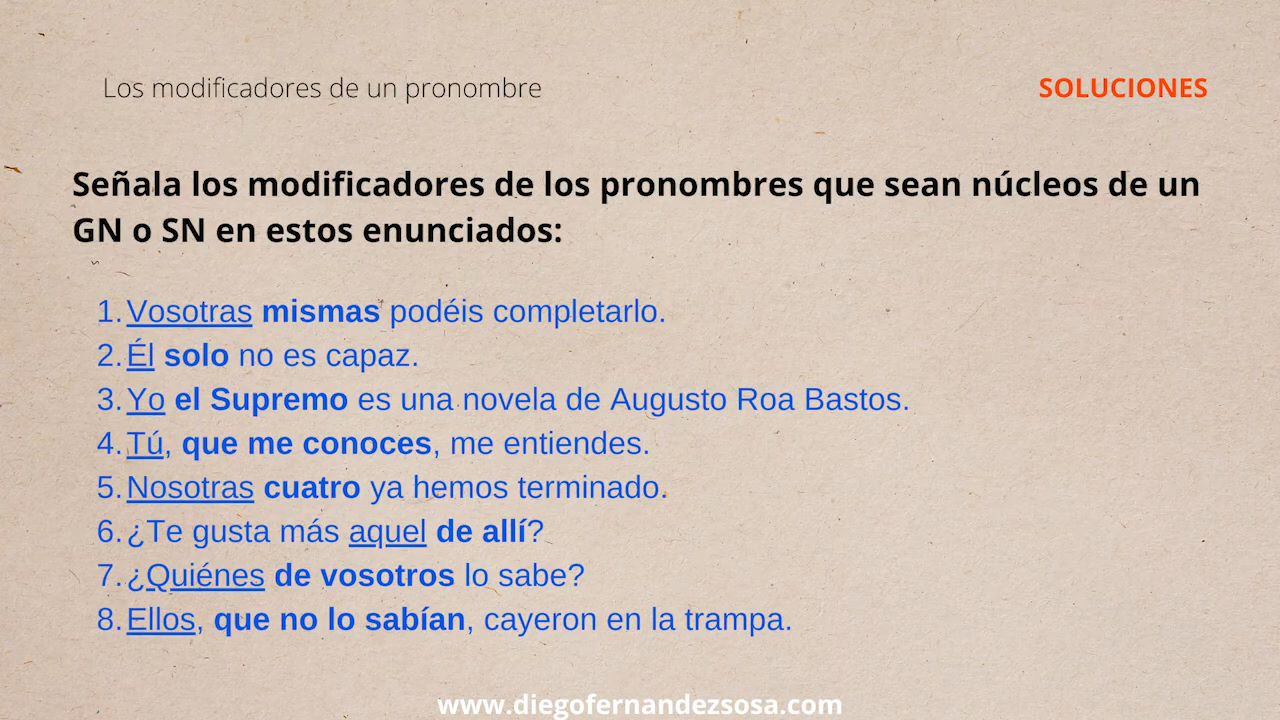 Los modificadores de un pronombre
SOLUCIONES
Señala los modificadores de los pronombres que sean núcleos de un
GN o SN en estos enunciados:
1. Vosotras mismas podéis completarlo.
2. Él solo no es capaz.
3. Yo el Supremo es una novela de Augusto Roa Bastos.
4. Tú, que me conoces, me entiendes.
5. Nosotras cuatro ya hemos terminado.
6. ¿Te gusta más aquel de allí?
7. ¿Quiénes de vosotros lo sabe?
8. Ellos, que no lo sabían, cayeron en la trampa.
www.diegofernandezsosa.com